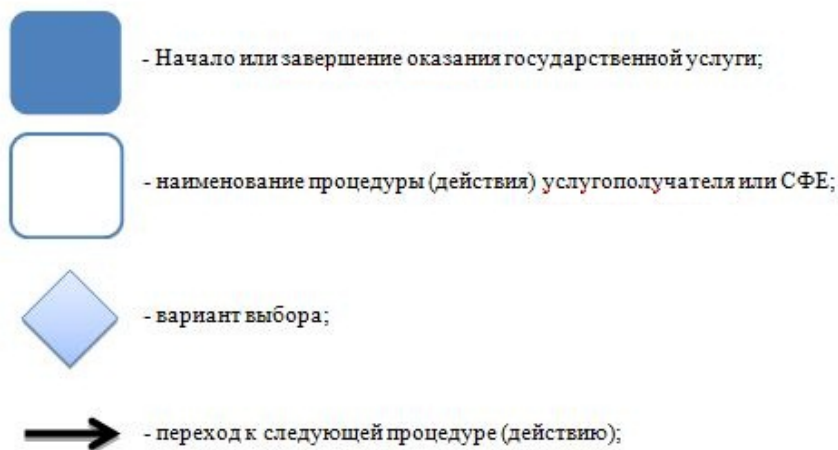 - Начало или завершение оказания государственной услуги;
- наименование процедуры (действия) услугополучателя или СФЕ;
- вариант выбора;
- переход к следующей процедуре (действию);